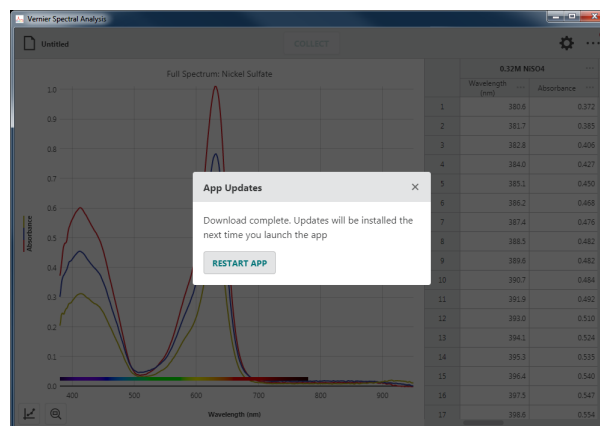 Vernier Spectral Analysis
Untitled
COLLECT
Full Spectrum: Nickel Sulfate
1.0
0.9
0.8
0.7
0.6
0.5
0.4
0.3
0.2
0.1
0.0
Absorbance
400 500 600 700 800 900
Wavelength (nm)
App Updates
Download complete. Updates will be installed the
next time you launch the app
RESTART APP
0.32M NiSO4
Wavelength (nm) Absorbance
1 380.6 0.372
2 381.7 0.385
3 382.8 0.406
4 384.0 0.427
5 385.1 0.450
6 386.2 0.468
7 387.4 0.476
8 388.5 0.482
9 389.6 0.482
10 390.7 0.484
11 391.9 0.492
12 393.0 0.510
13 394.1 0.524
14 395.3 0.535
15 396.4 0.540
16 397.5 0.547
17 398.6 0.554